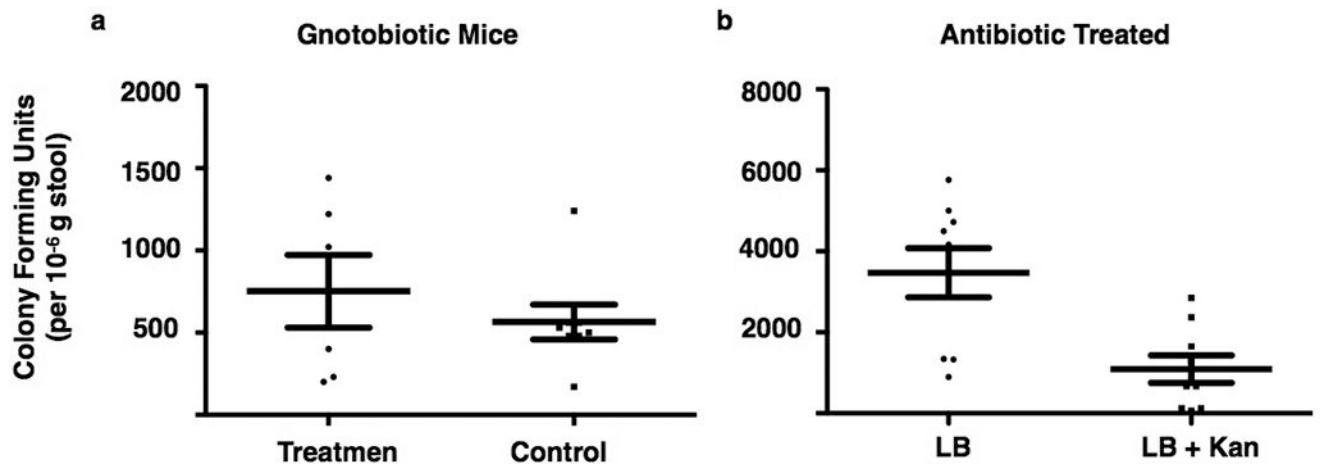 a
Gnotobiotic Mice
Colony Forming Units
(per 10⁻⁶ g stool)
2000
1500
1000
500
Treatmen
Control
b
Antibiotic Treated
8000
6000
4000
2000
LB
LB + Kan